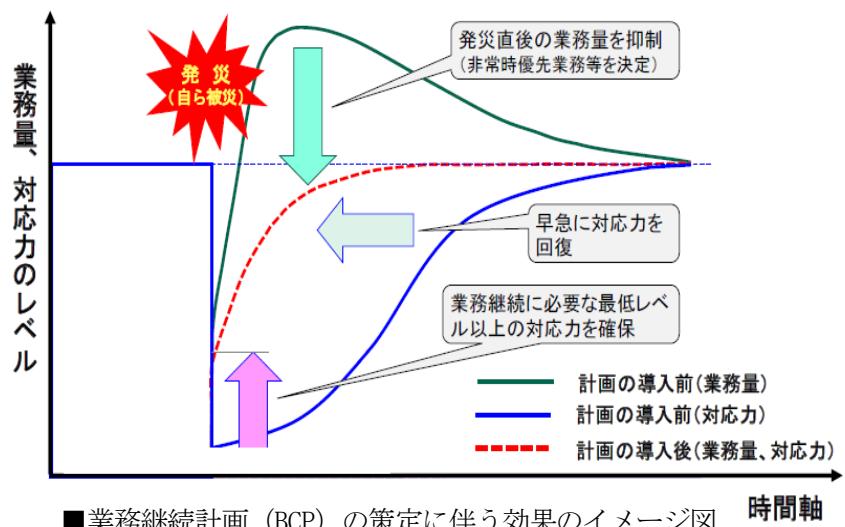 発災直後の業務量を抑制
(非常時優先業務等を決定)
発 災
(自ら被災)
業務量、対応力のレベル
早急に対応力を
回復
業務継続に必要な最低レベ
ル以上の対応力を確保
計画の導入前(業務量)
計画の導入前(対応力)
計画の導入後(業務量、対応力)
時間軸
■業務継続計画(BCP)の策定に伴う効果のイメージ図